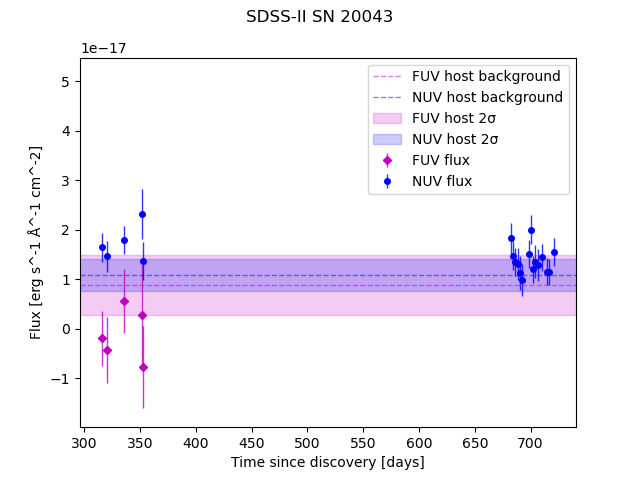 SDSS-II SN 20043
1e−17
FUV host background
NUV host background
FUV host 2σ
NUV host 2σ
FUV flux
NUV flux
Flux [erg s^-1 Å^-1 cm^-2]
5
4
3
2
1
0
−1
300 350 400 450 500 550 600 650 700
Time since discovery [days]